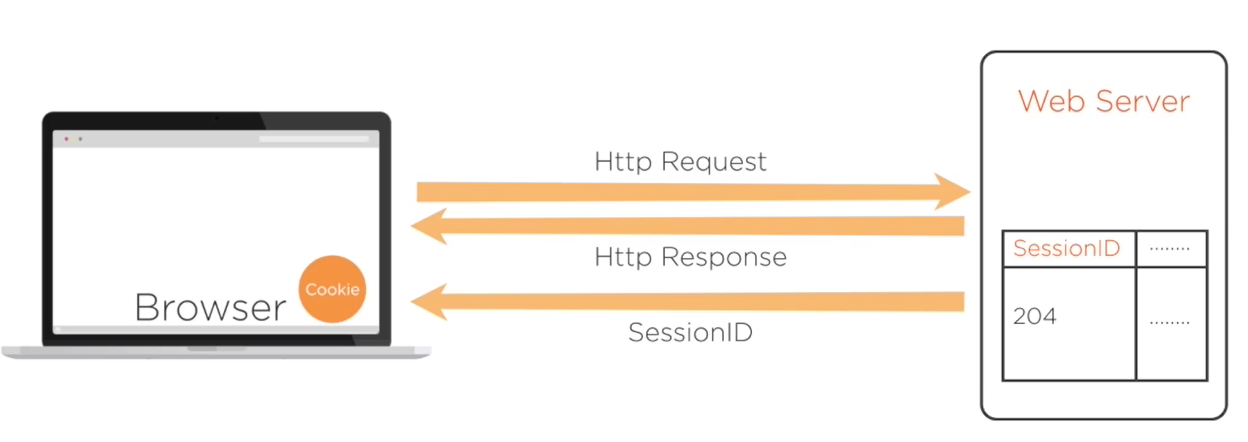 Web Server
Http Request
Http Response
SessionID ........
Cookie
Browser
204 ........
SessionID